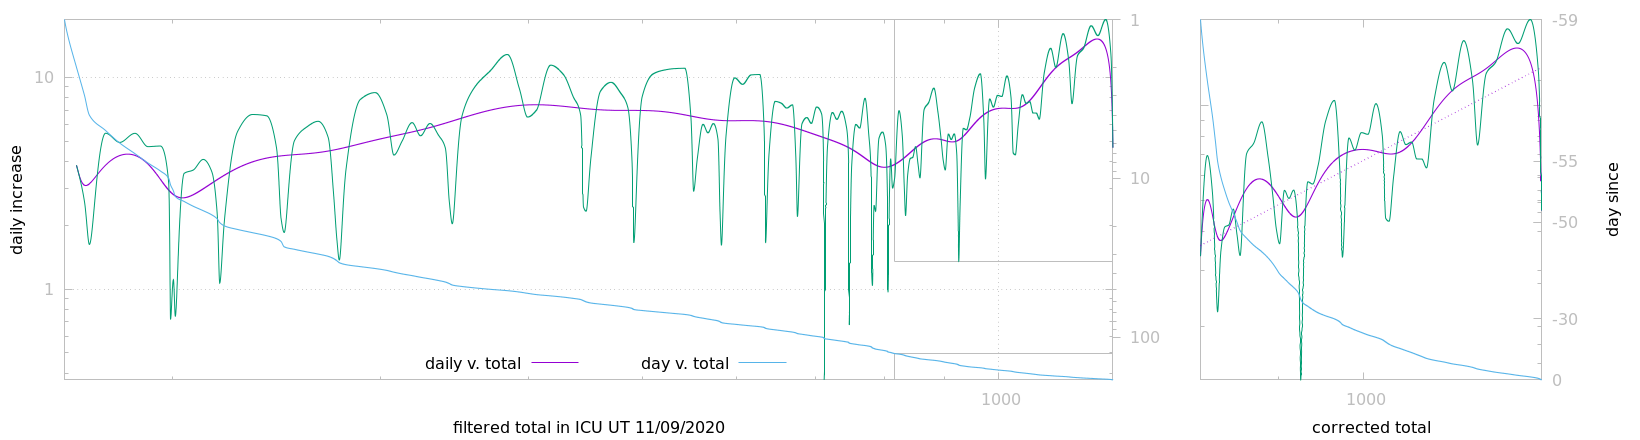 daily increase
10
1
1
10
100
daily v. total
day v. total
1000
filtered total in ICU UT 11/09/2020
-59
-55
-50
-30
0
day since
1000
corrected total